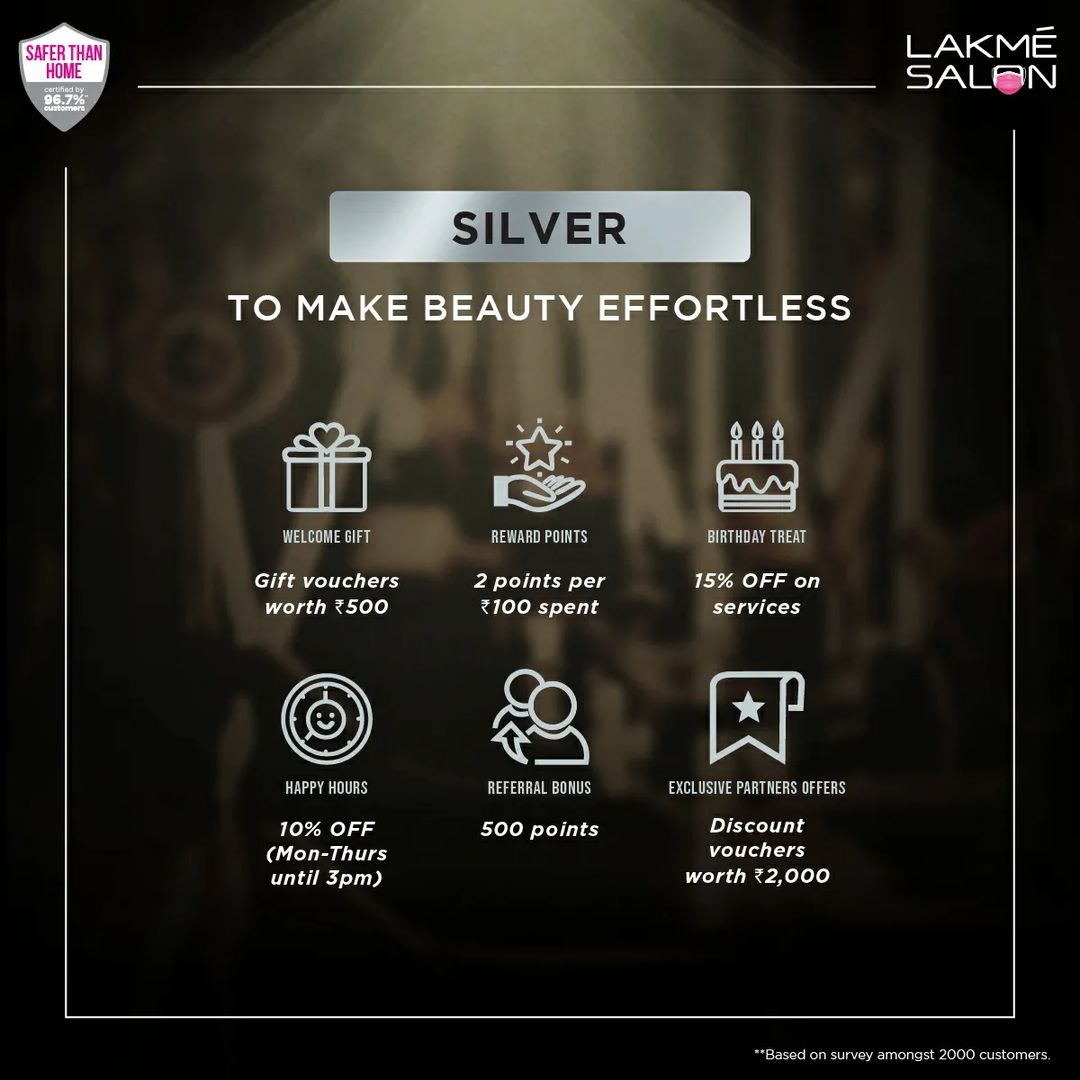 SAFER THAN
HOME
certified by
96.7%**
customers
LAKMÉ
SALON
SILVER
TO MAKE BEAUTY EFFORTLESS
WELCOME GIFT
Gift vouchers
worth ₹500
REWARD POINTS
2 points per
₹100 spent
BIRTHDAY TREAT
15% OFF on
services
HAPPY HOURS
10% OFF
(Mon-Thurs
until 3pm)
REFERRAL BONUS
500 points
EXCLUSIVE PARTNERS OFFERS
Discount
vouchers
worth ₹2,000
**Based on survey amongst 2000 customers.